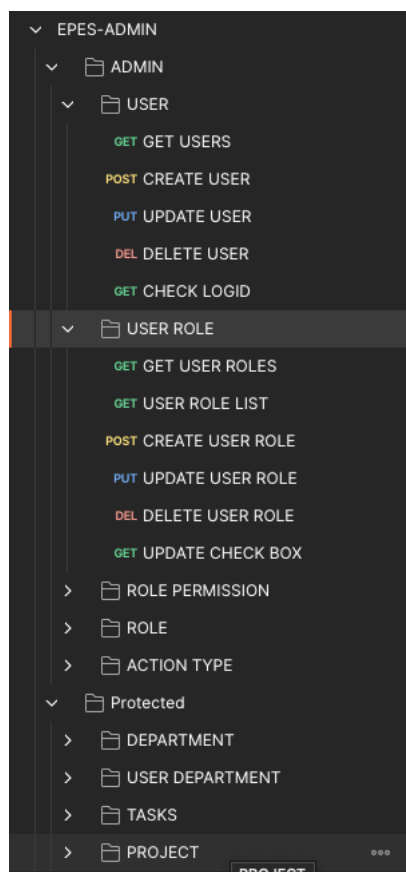 EPES-ADMIN
ADMIN
USER
GET GET USERS
POST CREATE USER
PUT UPDATE USER
DEL DELETE USER
GET CHECK LOGID
USER ROLE
GET GET USER ROLES
GET USER ROLE LIST
POST CREATE USER ROLE
PUT UPDATE USER ROLE
DEL DELETE USER ROLE
GET UPDATE CHECK BOX
ROLE PERMISSION
ROLE
ACTION TYPE
Protected
DEPARTMENT
USER DEPARTMENT
TASKS
PROJECT
PROJECT